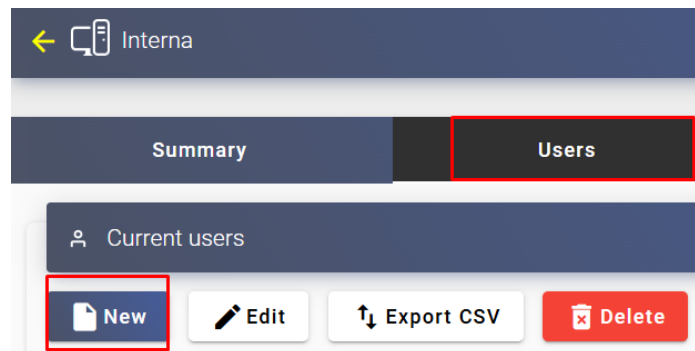 Interna
Summary Users
Current users
New Edit Export CSV Delete